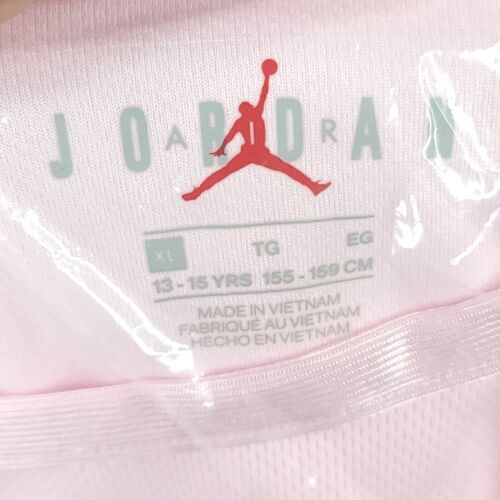 JORDAN
AIR
XL TG EG
13 - 15 YRS 155 - 159 CM
MADE IN VIETNAM
FABRIQUÉ AU VIETNAM
HECHO EN VIETNAM